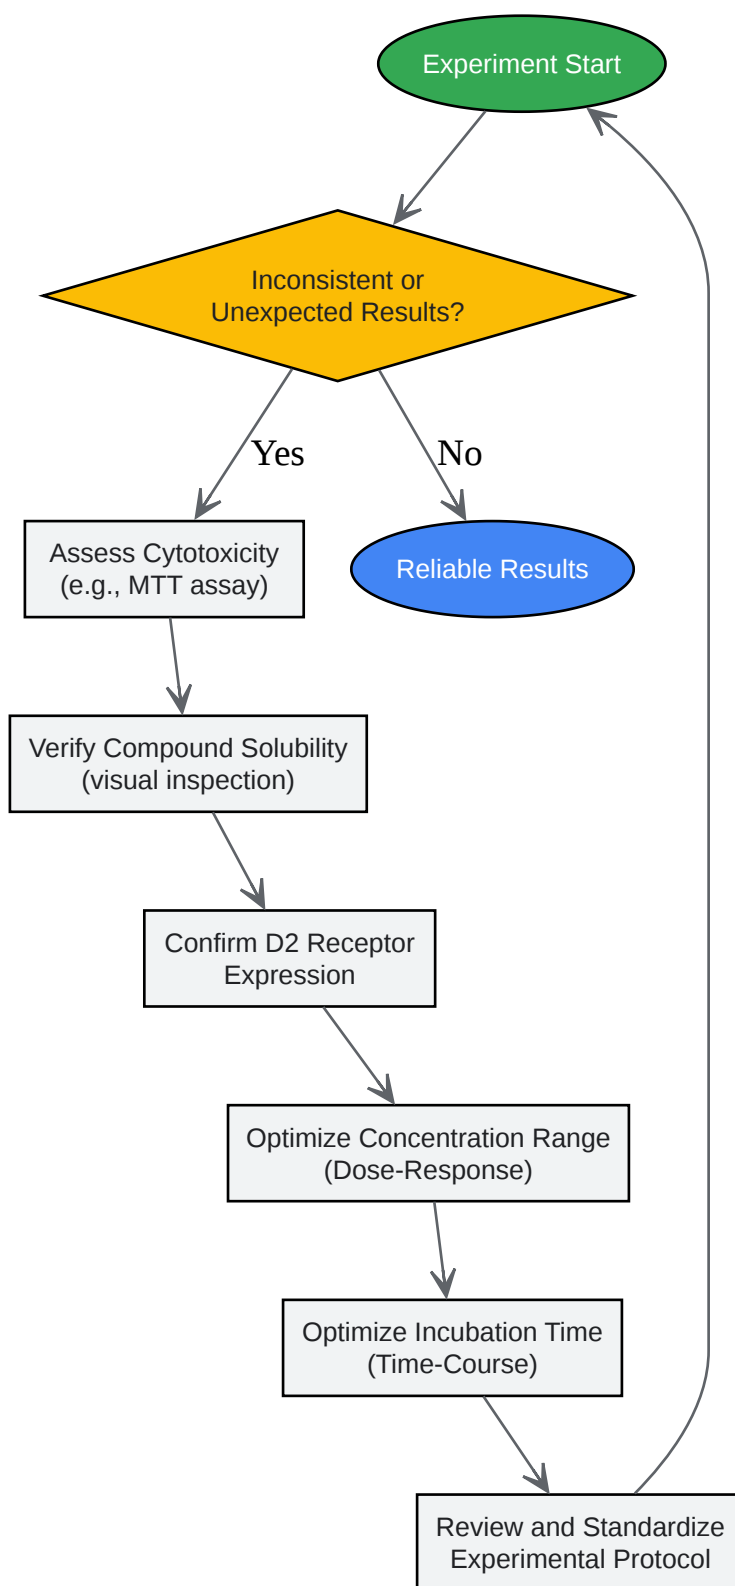 Experiment Start
Inconsistent or
Unexpected Results?
Yes
No
Assess Cytotoxicity
(e.g., MTT assay)
Reliable Results
Verify Compound Solubility
(visual inspection)
Confirm D2 Receptor
Expression
Optimize Concentration Range
(Dose-Response)
Optimize Incubation Time
(Time-Course)
Review and Standardize
Experimental Protocol